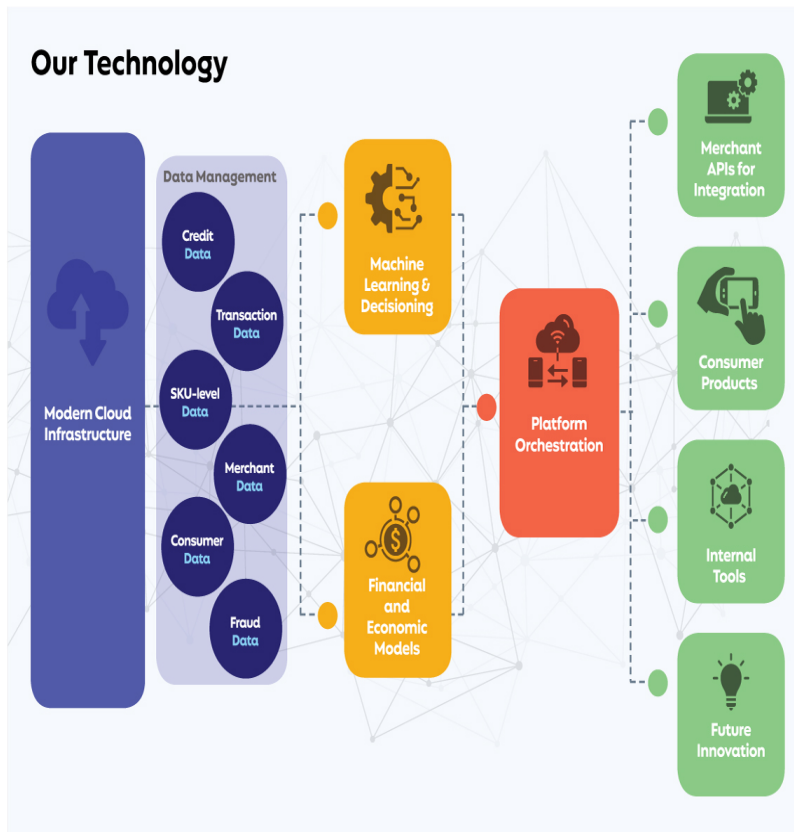 Our Technology
Modern Cloud
Infrastructure
Data Management
Credit
Data
Transaction
Data
SKU-level
Data
Merchant
Data
Consumer
Data
Fraud
Data
Machine
Learning &
Decisioning
Financial
and
Economic
Models
Platform
Orchestration
Merchant
APIs for
Integration
Consumer
Products
Internal
Tools
Future
Innovation